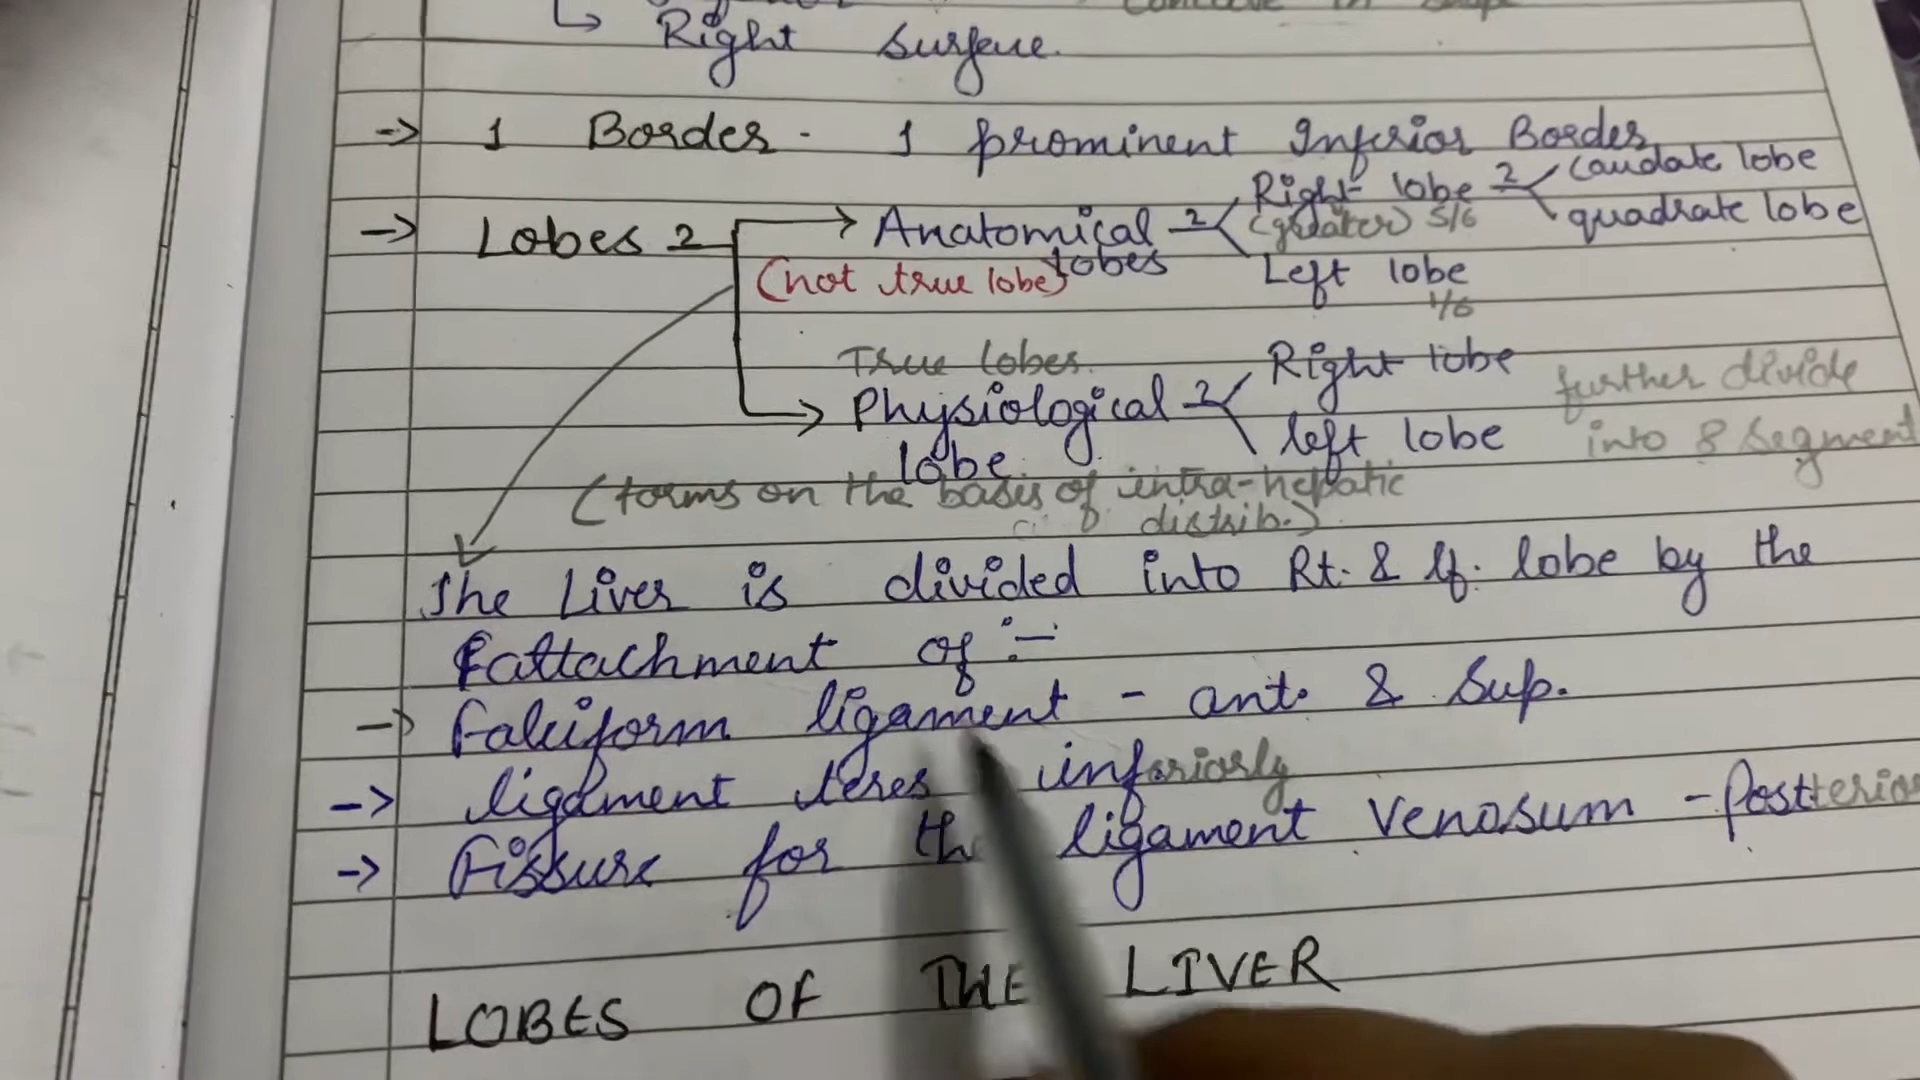 Right surface.
→ 1 Border - 1 prominent Inferior Border
→ Lobes 2 → Anatomical lobes 2 Right lobe 2 Caudate lobe
(greater) 5/6 quadrate lobe
(not true lobe) Left lobe
1/6
True lobes.
→ Physiological lobe 2 Right lobe
left lobe
further divide
into 8 segment
(forms on the basis of intra-hepatic
distrib.)
The Liver is divided into Rt. & lf. lobe by the
attachment of :-
→ falciform ligament - ant. & Sup.
→ ligament teres inferiorly
→ Fissure for the ligament venosum - Postterior
LOBES OF THE LIVER